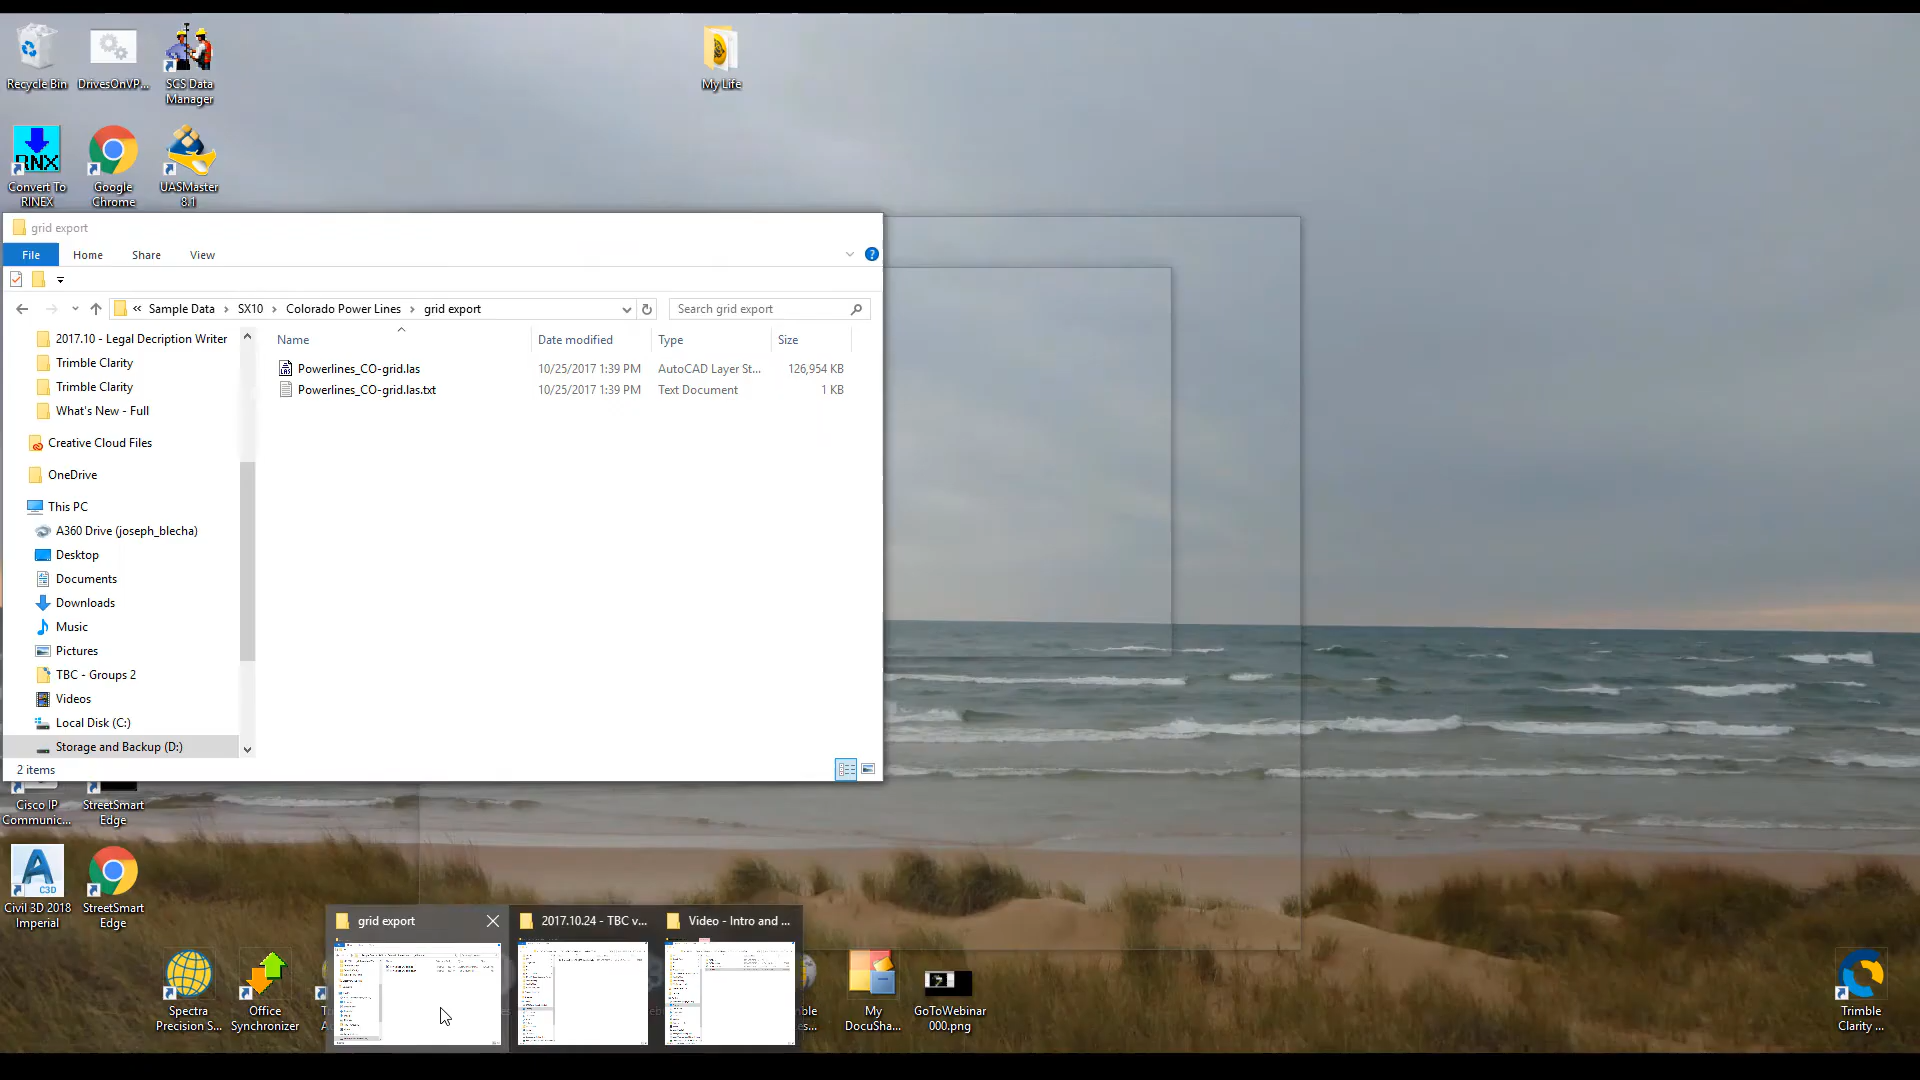 Recycle Bin
DrivesOnVP...
SCS Data
Manager
My Life
RNX
Convert To
RINEX
Google
Chrome
UASMaster
8.1
grid export
File
Home
Share
View
?
«
Sample Data
SX10
Colorado Power Lines
grid export
Search grid export
2017.10 - Legal Decription Writer
Trimble Clarity
Trimble Clarity
What's New - Full
Creative Cloud Files
OneDrive
This PC
A360 Drive (joseph_blecha)
Desktop
Documents
Downloads
Music
Pictures
TBC - Groups 2
Videos
Local Disk (C:)
Storage and Backup (D:)
Name
Date modified
Type
Size
Powerlines_CO-grid.las
10/25/2017 1:39 PM
AutoCAD Layer St...
126,954 KB
Powerlines_CO-grid.las.txt
10/25/2017 1:39 PM
Text Document
1 KB
2 items
Cisco IP
Communic...
StreetSmart
Edge
C3D
Civil 3D 2018
Imperial
StreetSmart
Edge
grid export
2017.10.24 - TBC v...
Video - Intro and ...
Spectra
Precision S...
Office
Synchronizer
My
DocuSha...
GoToWebinar
000.png
Trimble
Clarity ...